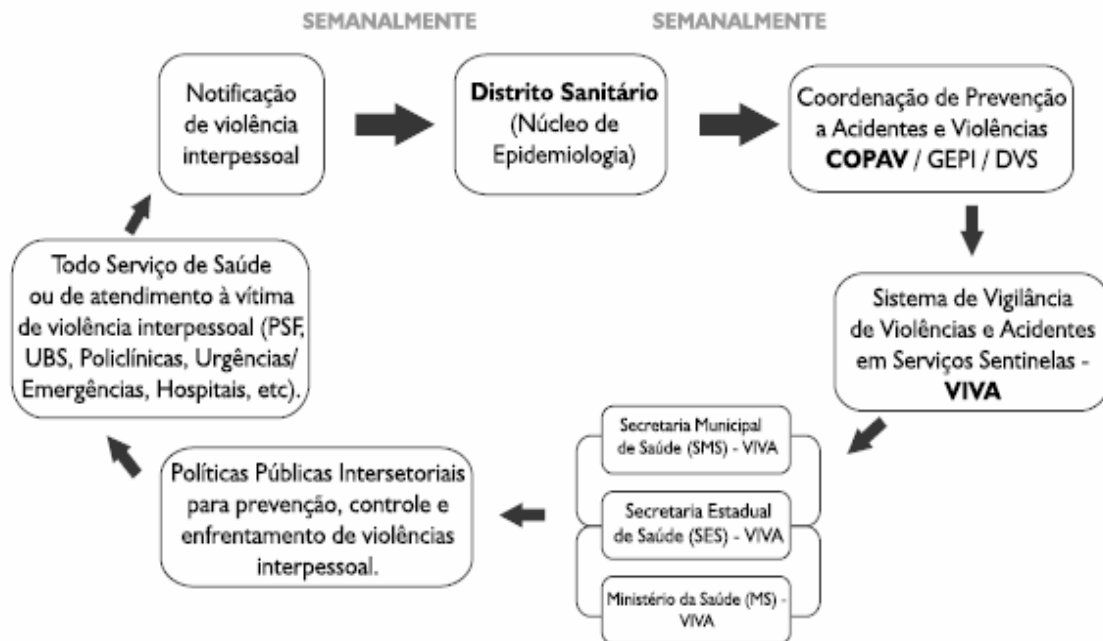 SEMANALMENTE
SEMANALMENTE
Notificação
de violência
interpessoal
Distrito Sanitário
(Núcleo de
Epidemiologia)
Coordenação de Prevenção
a Acidentes e Violências
COPAV / GEPI / DVS
Sistema de Vigilância
de Violências e Acidentes
em Serviços Sentinelas -
VIVA
Secretaria Municipal
de Saúde (SMS) - VIVA
Secretaria Estadual
de Saúde (SES) - VIVA
Ministério da Saúde (MS) -
VIVA
Políticas Públicas Intersetoriais
para prevenção, controle e
enfrentamento de violências
interpessoal.
Todo Serviço de Saúde
ou de atendimento à vítima
de violência interpessoal (PSF,
UBS, Policlínicas, Urgências/
Emergências, Hospitais, etc).